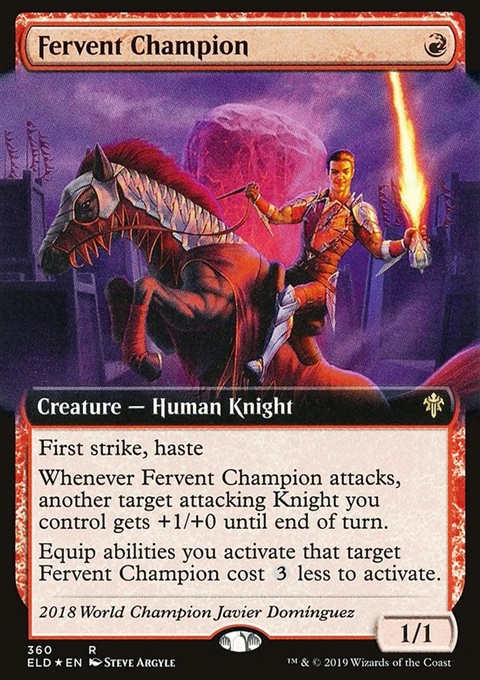 Fervent Champion
Creature — Human Knight
First strike, haste
Whenever Fervent Champion attacks,
another target attacking Knight you
control gets +1/+0 until end of turn.
Equip abilities you activate that target
Fervent Champion cost 3 less to activate.
2018 World Champion Javier Domínguez
1/1
360 R
ELD ★ EN Steve Argyle
™ & © 2019 Wizards of the Coast